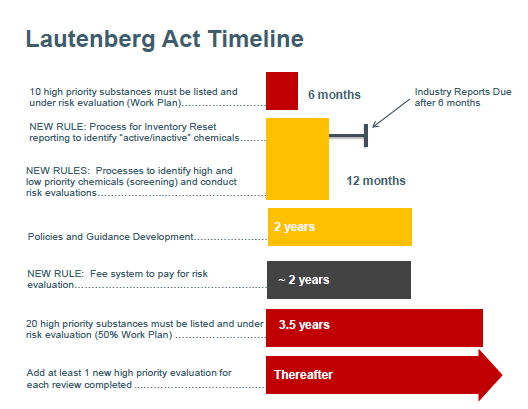 Lautenberg Act Timeline
10 high priority substances must be listed and
under risk evaluation (Work Plan)..............................
6 months
Industry Reports Due
after 6 months
NEW RULE: Process for Inventory Reset
reporting to identify “active/inactive” chemicals.........
NEW RULES: Processes to identify high and
low priority chemicals (screening) and conduct
risk evaluations...........................................................
12 months
Policies and Guidance Development..........................
2 years
NEW RULE: Fee system to pay for risk
evaluation....................................................................
~ 2 years
20 high priority substances must be listed and under
risk evaluation (50% Work Plan) ................................
3.5 years
Add at least 1 new high priority evaluation for
each review completed ..............................................
Thereafter